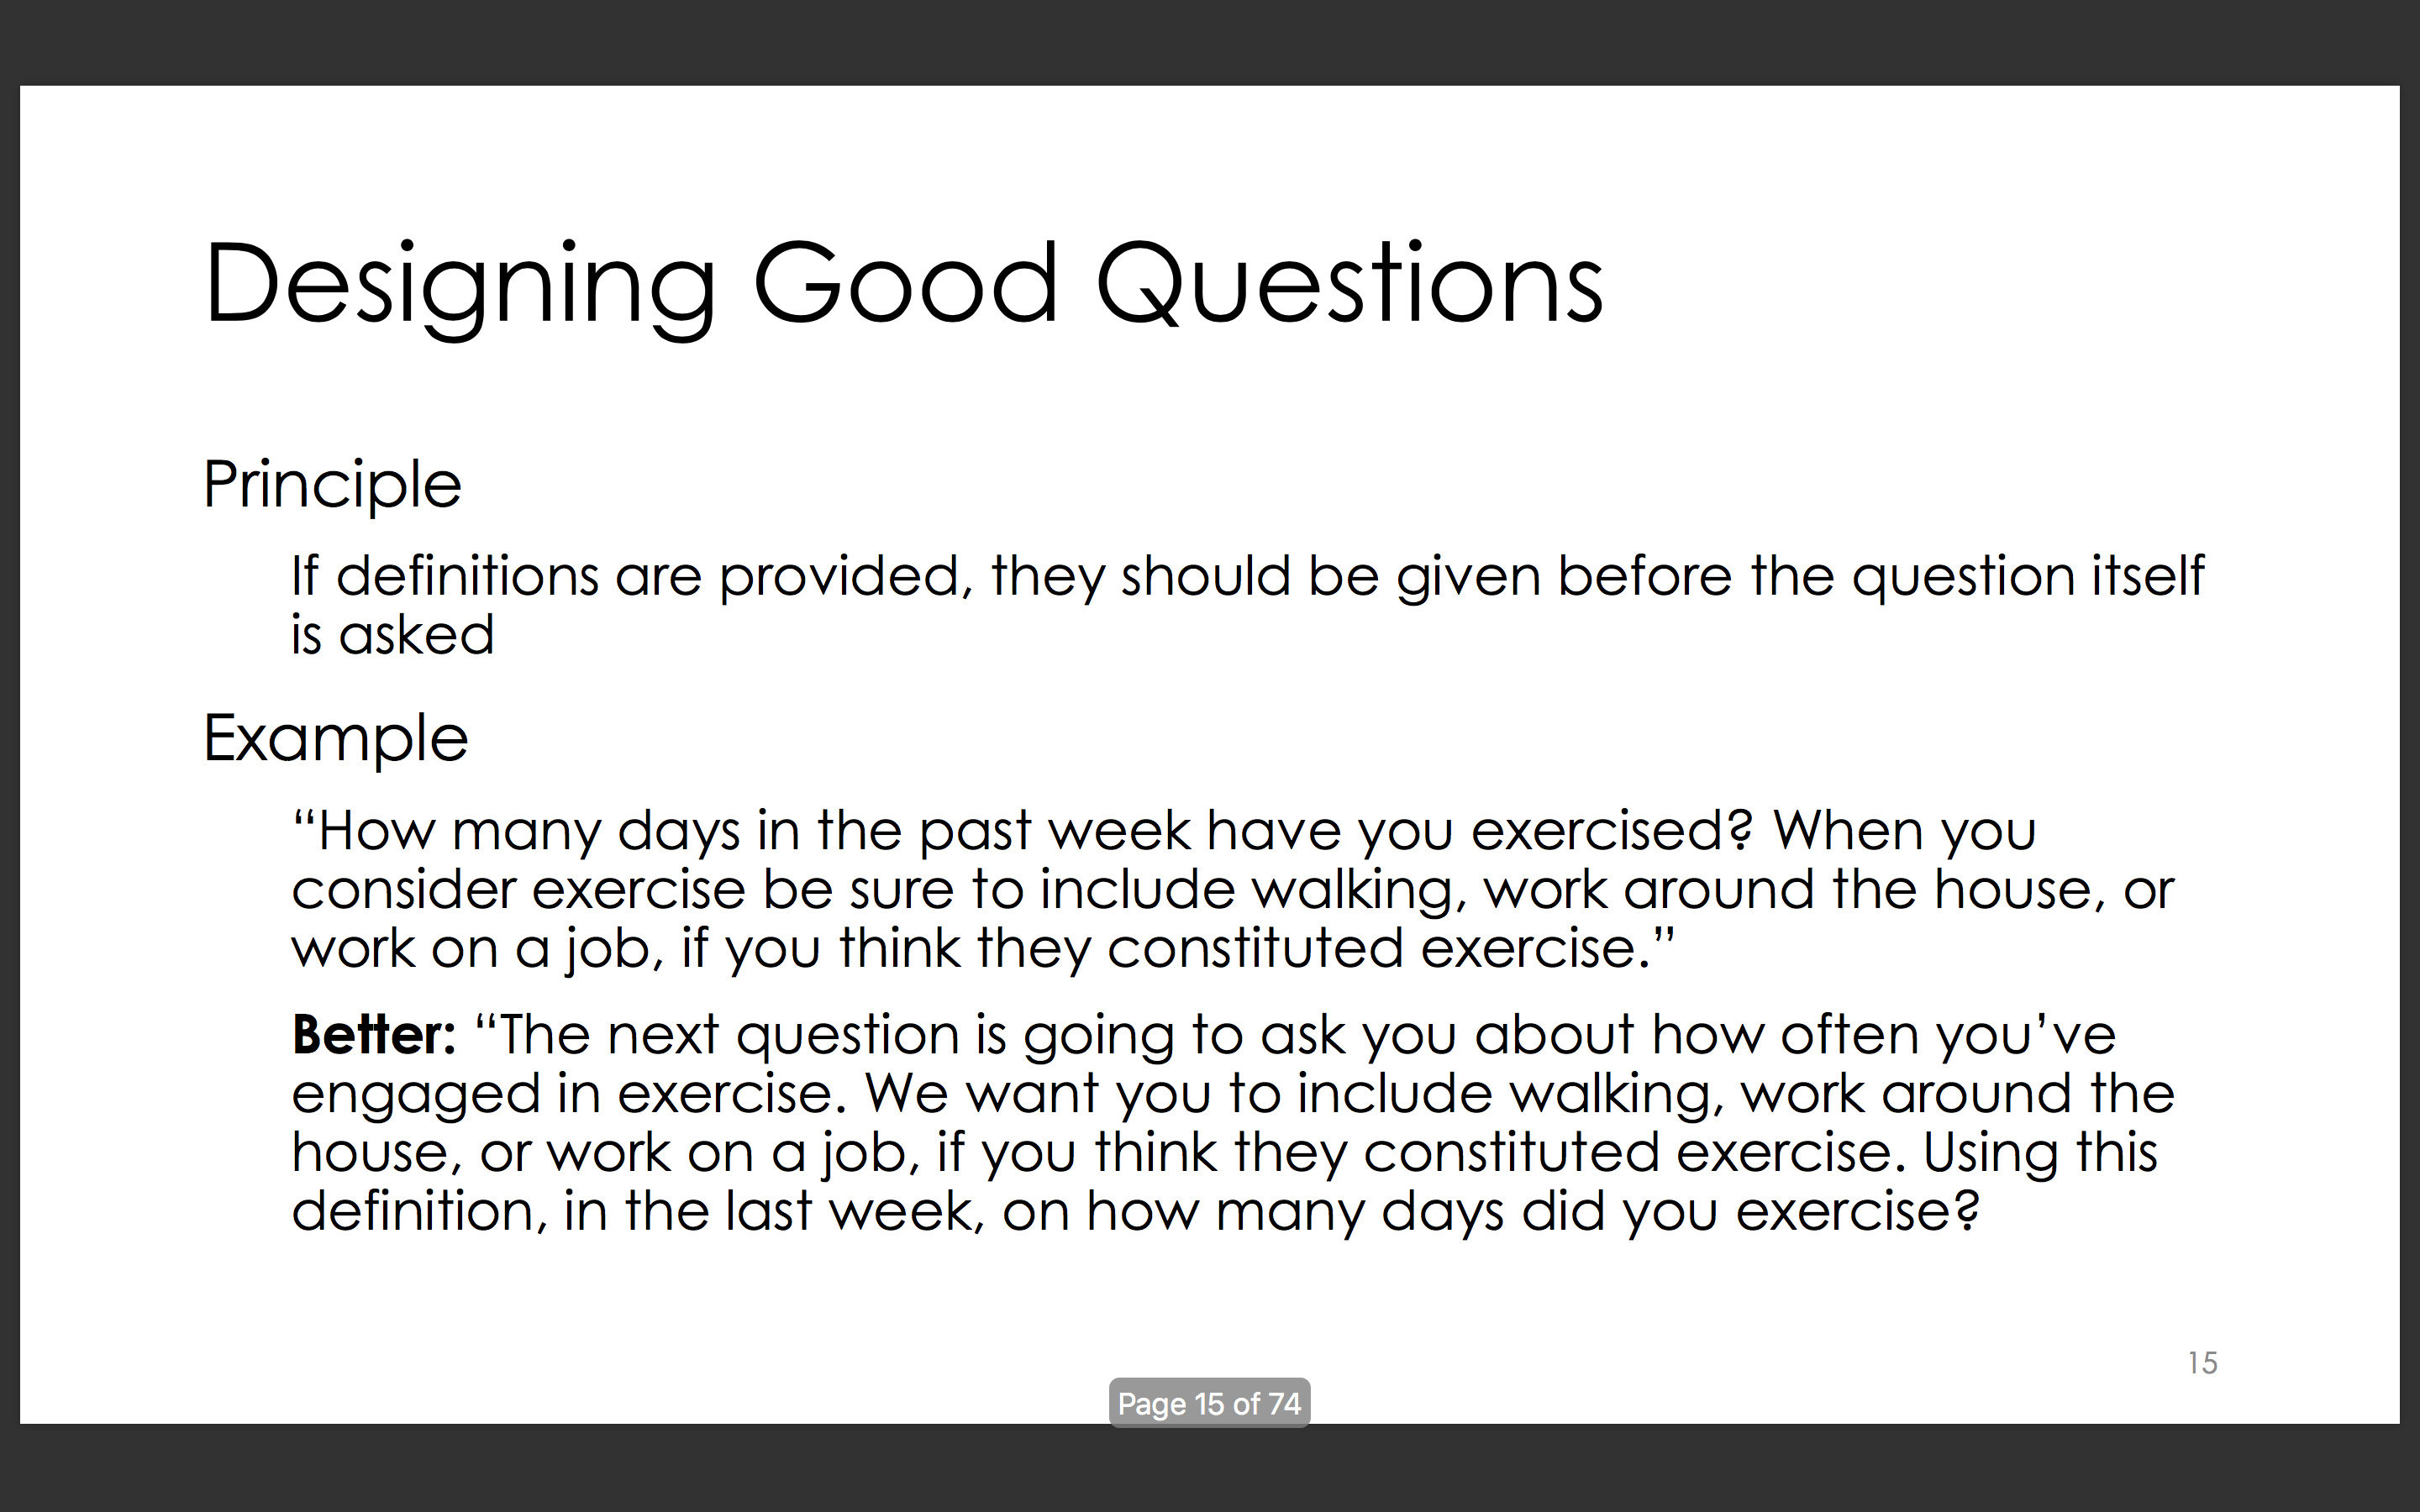 Designing Good Questions
Principle
If definitions are provided, they should be given before the question itself
is asked
Example
“How many days in the past week have you exercised? When you
consider exercise be sure to include walking, work around the house, or
work on a job, if you think they constituted exercise.”
Better: “The next question is going to ask you about how often you’ve
engaged in exercise. We want you to include walking, work around the
house, or work on a job, if you think they constituted exercise. Using this
definition, in the last week, on how many days did you exercise?
15
Page 15 of 74